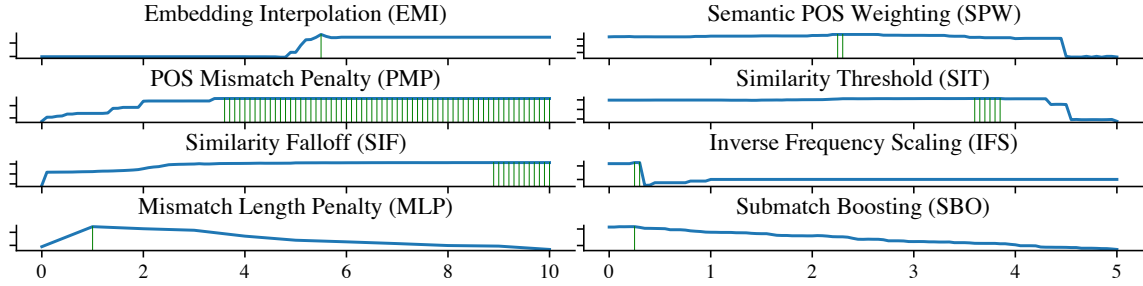 Embedding Interpolation (EMI)
Semantic POS Weighting (SPW)
POS Mismatch Penalty (PMP)
Similarity Threshold (SIT)
Similarity Falloff (SIF)
Inverse Frequency Scaling (IFS)
Mismatch Length Penalty (MLP)
Submatch Boosting (SBO)
0 2 4 6 8 10
0 1 2 3 4 5